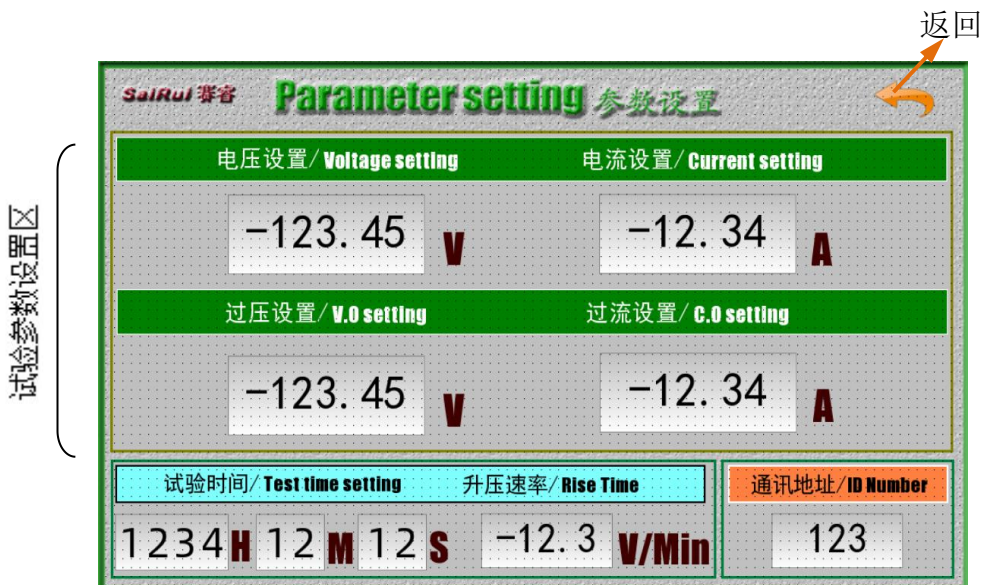 返回
SaiRui 赛睿 Parameter setting 参数设置
电压设置/Voltage setting 电流设置/Current setting
-123.45 V -12.34 A
试验参数设置区
过压设置/V.O setting 过流设置/C.O setting
-123.45 V -12.34 A
试验时间/Test time setting 升压速率/Rise Time 通讯地址/ID Number
1234 H 12 M 12 S -12.3 V/Min 123